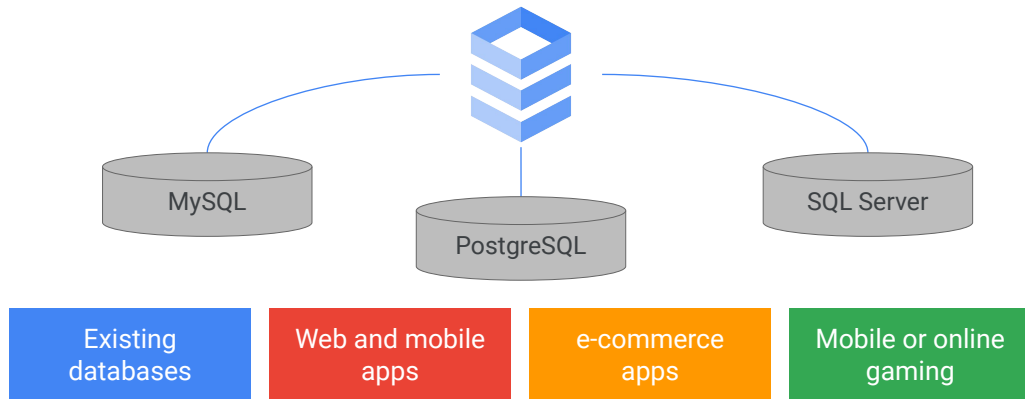 MySQL
PostgreSQL
SQL Server
Existing
databases
Web and mobile
apps
e-commerce
apps
Mobile or online
gaming